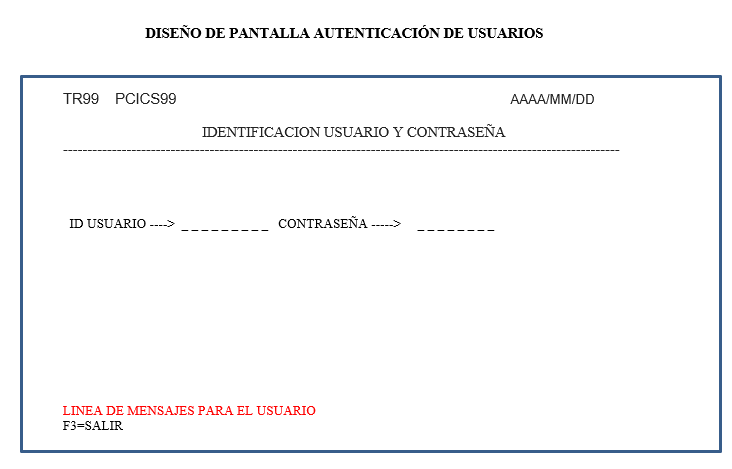 DISEÑO DE PANTALLA AUTENTICACIÓN DE USUARIOS
TR99 PCICS99 AAAA/MM/DD
IDENTIFICACION USUARIO Y CONTRASEÑA
--------------------------------------------------------------------------------------------------------------------
ID USUARIO ----> _ _ _ _ _ _ _ _ _ CONTRASEÑA -----> _ _ _ _ _ _ _ _
LINEA DE MENSAJES PARA EL USUARIO
F3=SALIR